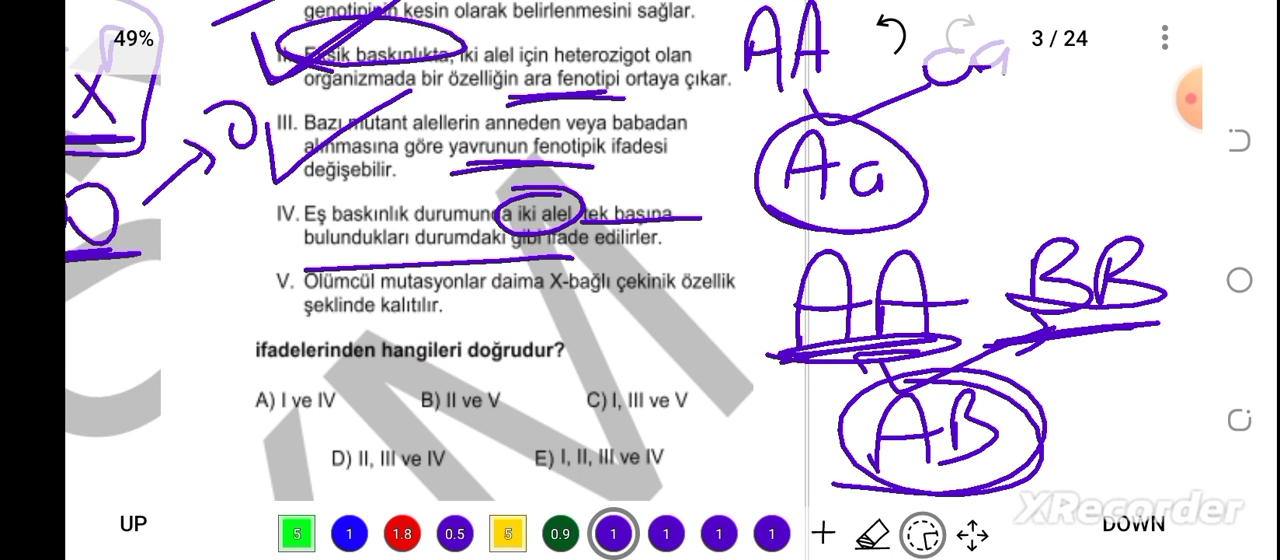 genotipinin kesin olarak belirlenmesini sağlar.
49%
3 / 24
II. Eksik baskınlıkta, iki alel için heterozigot olan
organizmada bir özelliğin ara fenotipi ortaya çıkar.
AA
aa
X
III. Bazı mutant alellerin anneden veya babadan
alınmasına göre yavrunun fenotipik ifadesi
değişebilir.
Aa
IV. Eş baskınlık durumunda iki alel, tek başına
bulundukları durumdaki gibi ifade edilirler.
V. Ölümcül mutasyonlar daima X-bağlı çekinik özellik
şeklinde kalıtılır.
AA
BB
ifadelerinden hangileri doğrudur?
A) I ve IV B) II ve V C) I, III ve V
AB
D) II, III ve IV E) I, II, III ve IV
XRecorder
UP
5 1 1.8 0.5 5 0.9 1 1 1 1
DOWN